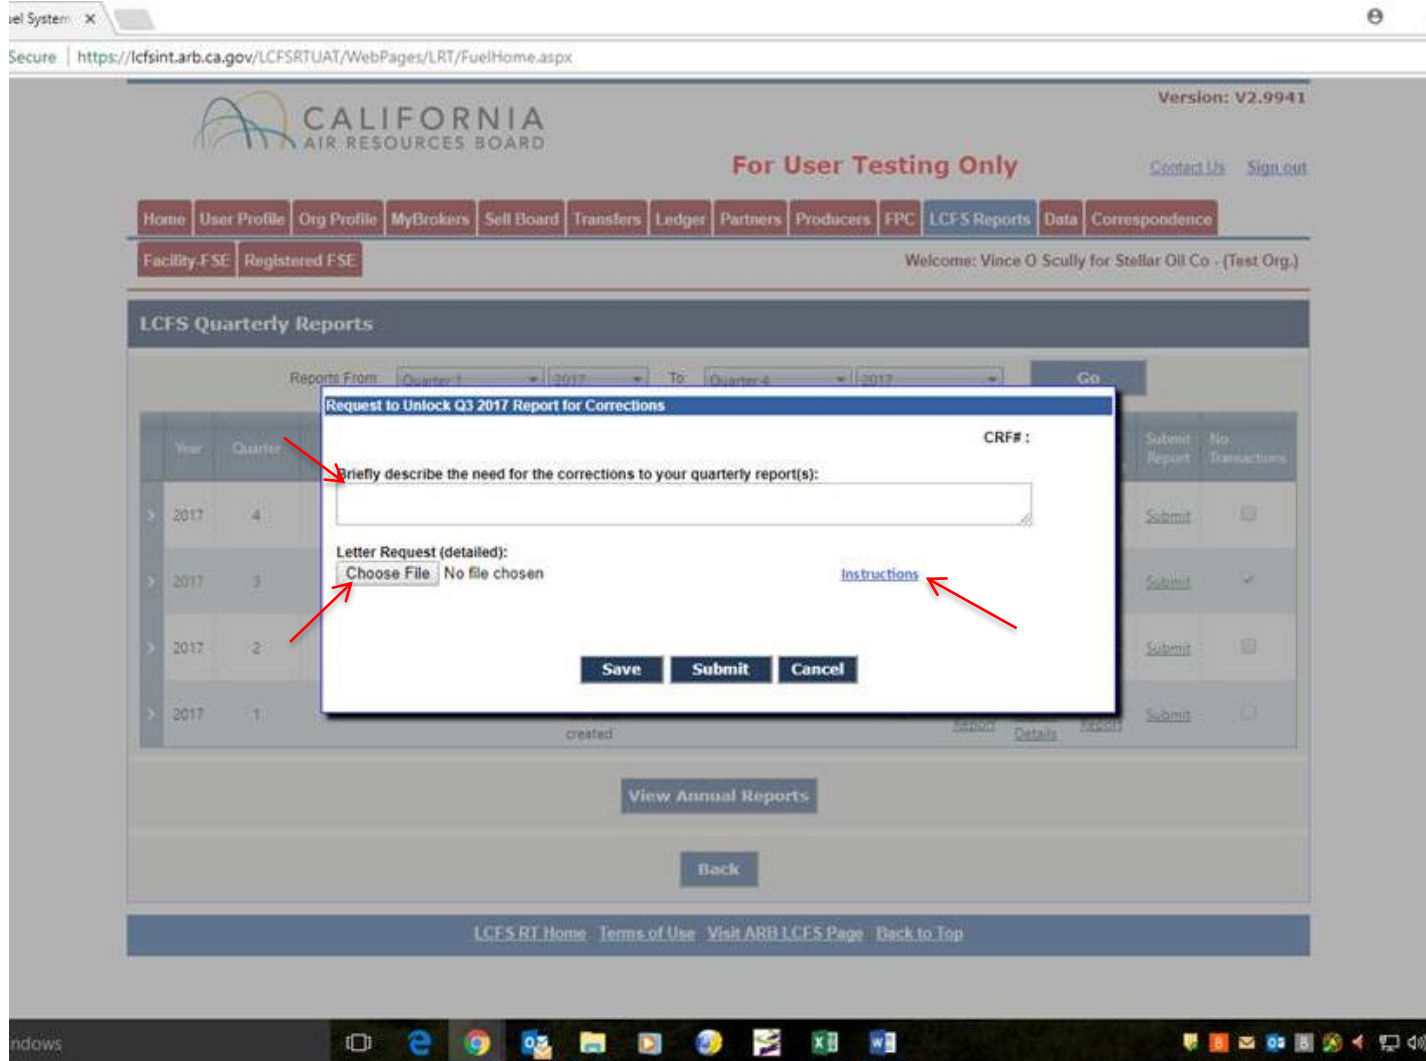 uel System ×
Secure | https://lcfsint.arb.ca.gov/LCFSRTUAT/WebPages/LRT/FuelHome.aspx
Version: V2.9941
CALIFORNIA
AIR RESOURCES BOARD
For User Testing Only
Contact Us Sign out
Home User Profile Org Profile MyBrokers Sell Board Transfers Ledger Partners Producers FPC LCFS Reports Data Correspondence
Facility-FSE Registered FSE
Welcome: Vince O Scully for Stellar Oil Co - (Test Org.)
LCFS Quarterly Reports
Reports From: Quarter 1 2017 To: Quarter 4 2017 Go
Request to Unlock Q3 2017 Report for Corrections
CRF# :
Year Quarter Submit Report No Transactions
Briefly describe the need for the corrections to your quarterly report(s):
2017 4 Submit
Letter Request (detailed):
Choose File No file chosen Instructions
2017 3 Submit
2017 2 Submit
Save Submit Cancel
2017 1 Submit
created Report Details Report
View Annual Reports
Back
LCFS RT Home Terms of Use Visit ARB LCFS Page Back to Top
ndows